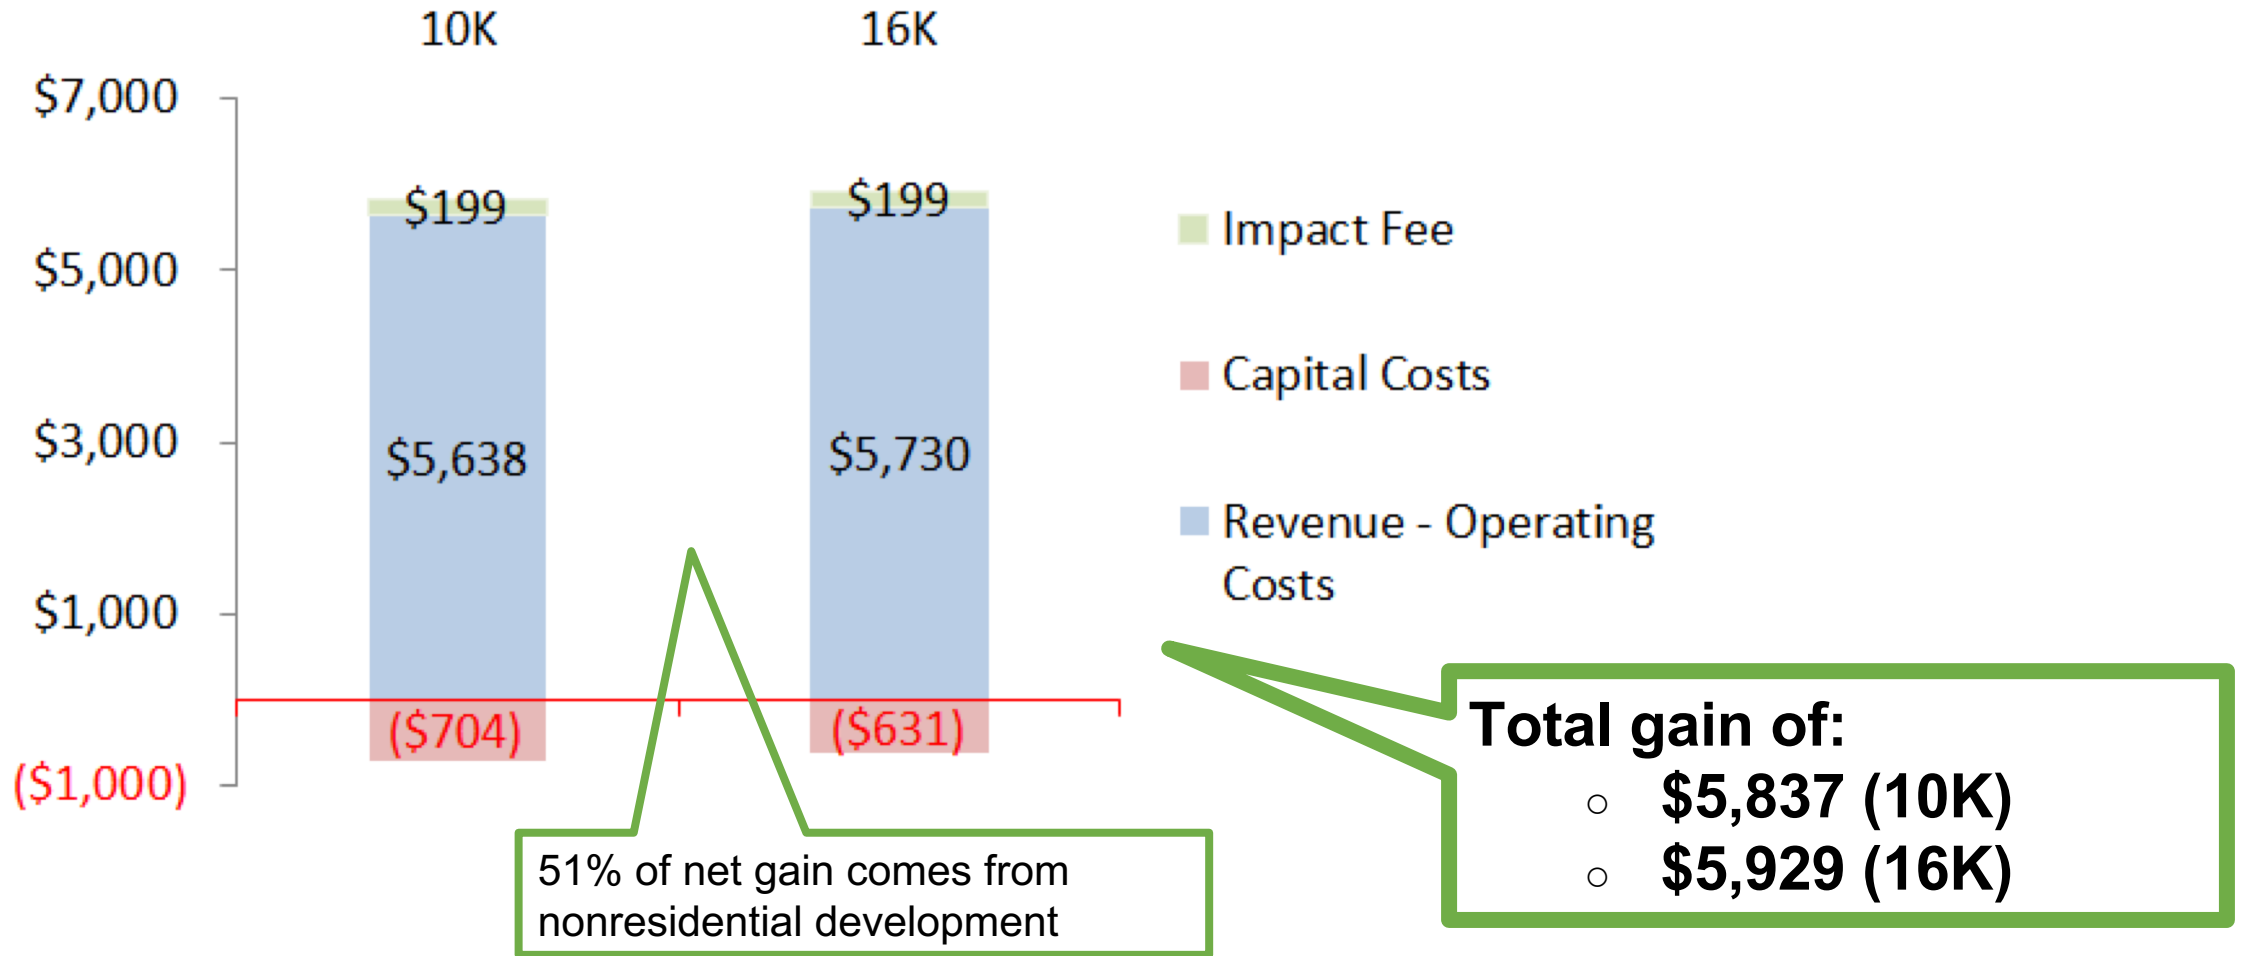 10K
16K
$7,000
$5,000
$3,000
$1,000
($1,000)
$199
$199
$5,638
$5,730
($704)
($631)
Impact Fee
Capital Costs
Revenue - Operating
Costs
51% of net gain comes from
nonresidential development
Total gain of:
○ $5,837 (10K)
○ $5,929 (16K)